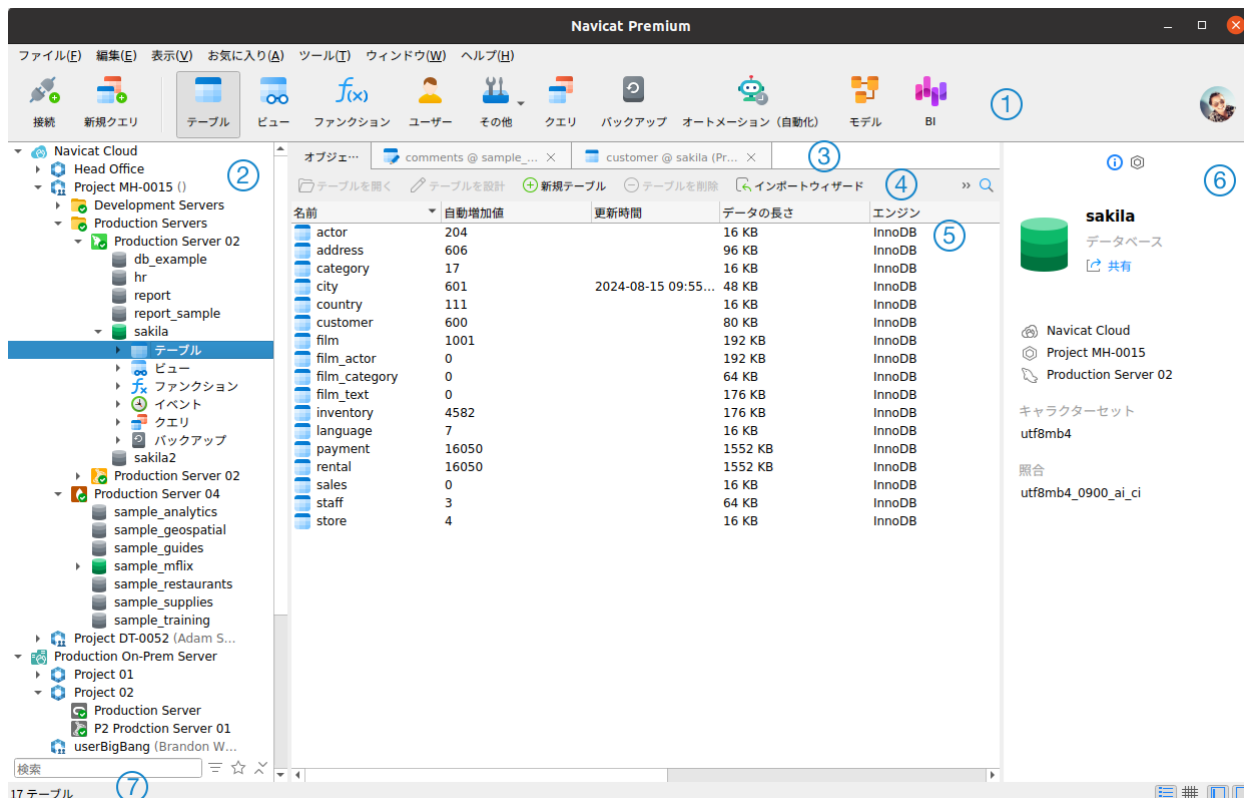 Navicat Premium
ファイル(F) 編集(E) 表示(V) お気に入り(A) ツール(T) ウィンドウ(W) ヘルプ(H)
接続 新規クエリ テーブル ビュー ファンクション ユーザー その他 クエリ バックアップ オートメーション（自動化） モデル BI
①
Navicat Cloud
Head Office
Project MH-0015 ()
Development Servers
Production Servers
Production Server 02
db_example
hr
report
report_sample
sakila
テーブル
ビュー
ファンクション
イベント
クエリ
バックアップ
sakila2
Production Server 02
Production Server 04
sample_analytics
sample_geospatial
sample_guides
sample_mflix
sample_restaurants
sample_supplies
sample_training
Project DT-0052 (Adam S...
Production On-Prem Server
Project 01
Project 02
Production Server
P2 Prodction Server 01
userBigBang (Brandon W...
②
検索
⑦
17 テーブル
オブジェ… comments @ sample_... customer @ sakila (Pr... ③
テーブルを開く テーブルを設計 新規テーブル テーブルを削除 インポートウィザード ④ »
名前 自動増加値 更新時間 データの長さ エンジン
⑤
actor 204 16 KB InnoDB
address 606 96 KB InnoDB
category 17 16 KB InnoDB
city 601 2024-08-15 09:55... 48 KB InnoDB
country 111 16 KB InnoDB
customer 600 80 KB InnoDB
film 1001 192 KB InnoDB
film_actor 0 192 KB InnoDB
film_category 0 64 KB InnoDB
film_text 0 176 KB InnoDB
inventory 4582 176 KB InnoDB
language 7 16 KB InnoDB
payment 16050 1552 KB InnoDB
rental 16050 1552 KB InnoDB
sales 0 16 KB InnoDB
staff 3 64 KB InnoDB
store 4 16 KB InnoDB
⑥
sakila
データベース
共有
Navicat Cloud
Project MH-0015
Production Server 02
キャラクターセット
utf8mb4
照合
utf8mb4_0900_ai_ci